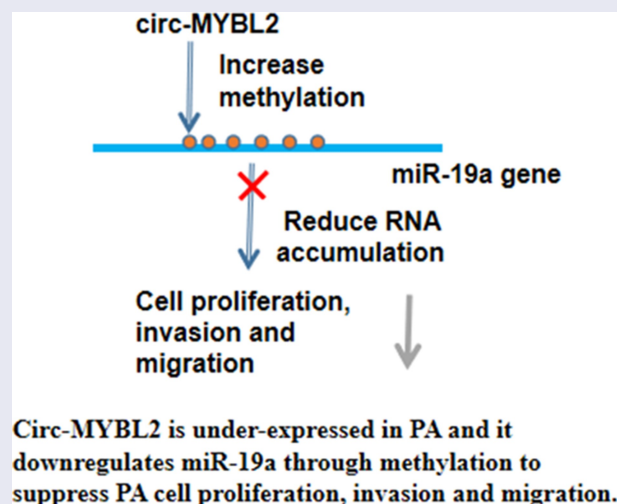 circ-MYBL2
Increase
methylation
miR-19a gene
Reduce RNA
accumulation
Cell proliferation,
invasion and
migration
Circ-MYBL2 is under-expressed in PA and it
downregulates miR-19a through methylation to
suppress PA cell proliferation, invasion and migration.